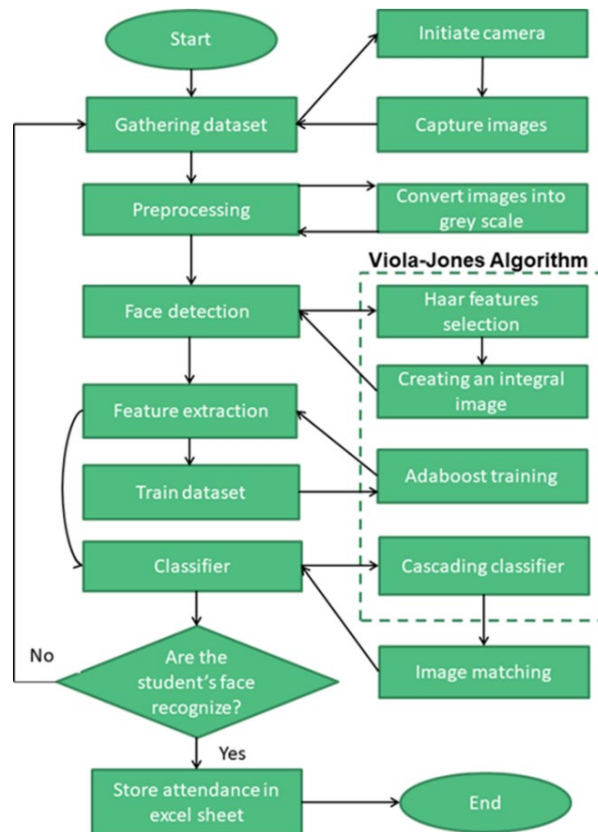 Start
Initiate camera
Gathering dataset
Capture images
Preprocessing
Convert images into
grey scale
Viola-Jones Algorithm
Face detection
Haar features
selection
Creating an integral
image
Feature extraction
Train dataset
Adaboost training
Classifier
Cascading classifier
No
Are the
student's face
recognize?
Image matching
Yes
Store attendance in
excel sheet
End